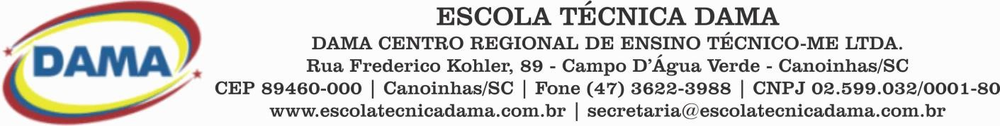 DAMA
ESCOLA TÉCNICA DAMA
DAMA CENTRO REGIONAL DE ENSINO TÉCNICO-ME LTDA.
Rua Frederico Kohler, 89 - Campo D'Água Verde - Canoinhas/SC
CEP 89460-000 | Canoinhas/SC | Fone (47) 3622-3988 | CNPJ 02.599.032/0001-80
www.escolatecnicadama.com.br | secretaria@escolatecnicadama.com.br